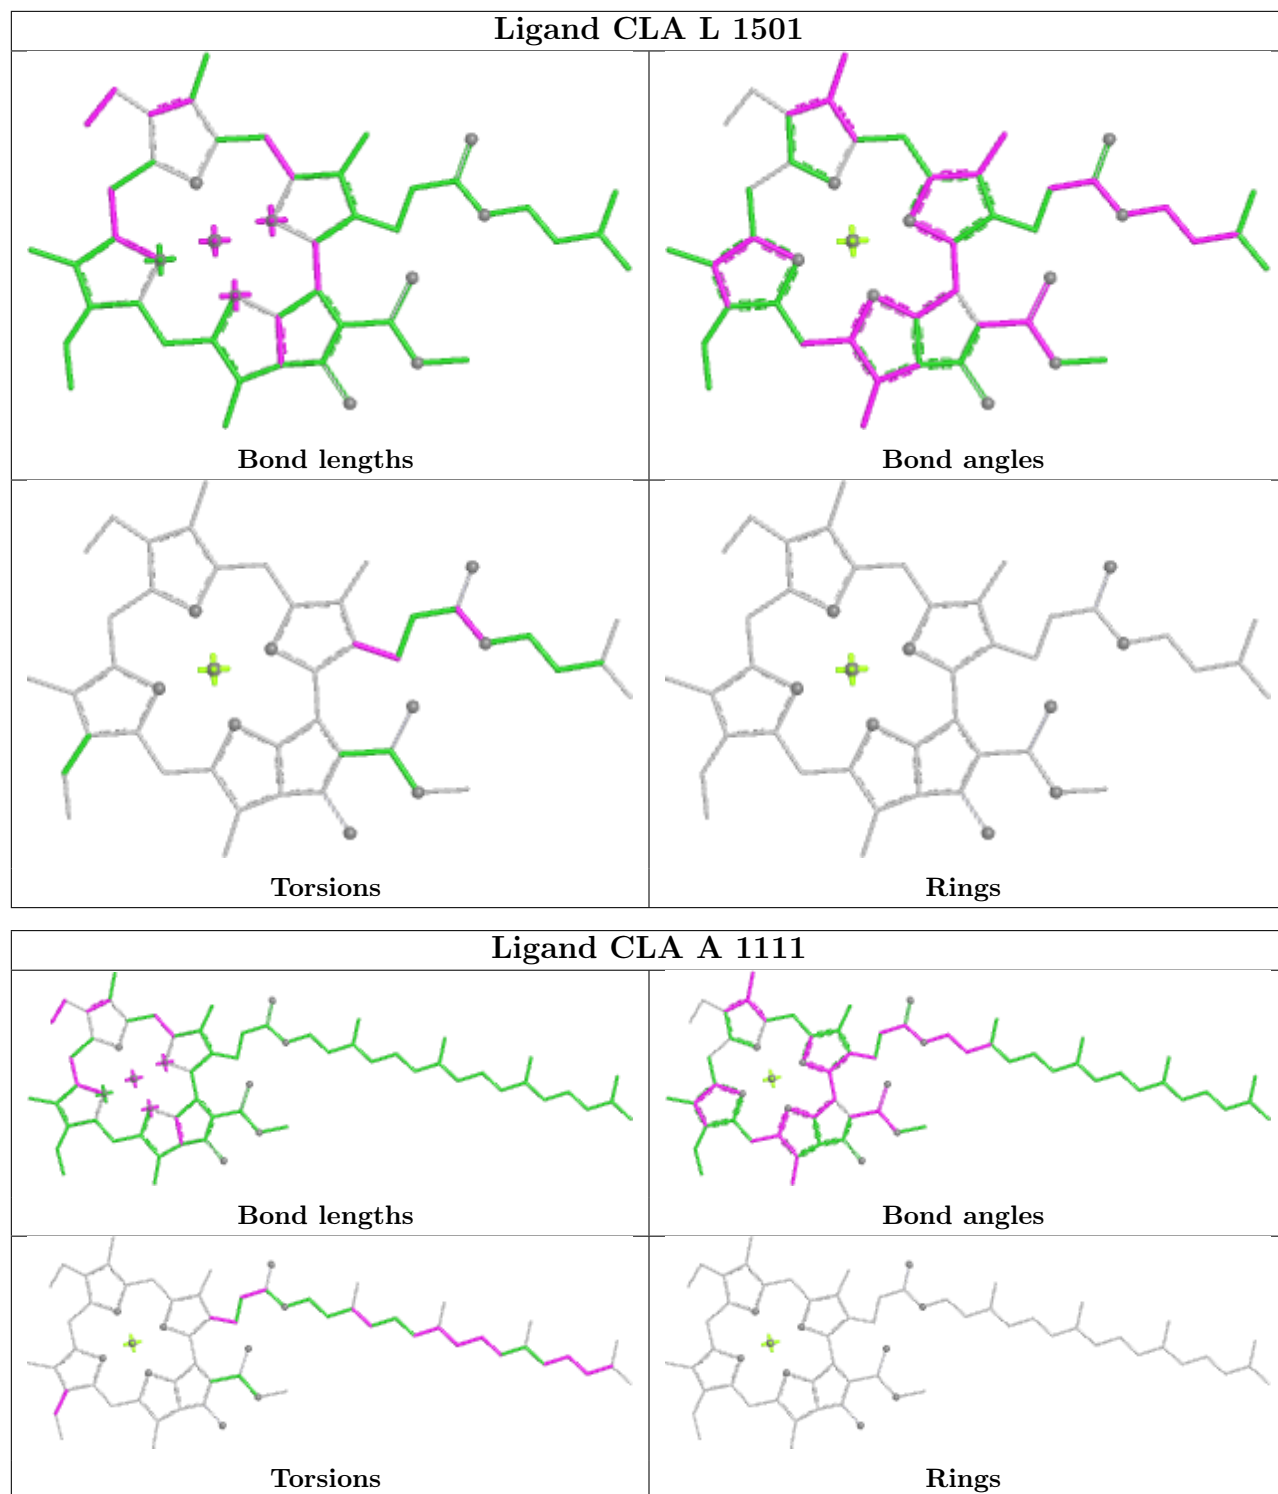 Ligand CLA L 1501
Bond lengths
Bond angles
Torsions
Rings
Ligand CLA A 1111
Bond lengths
Bond angles
Torsions
Rings